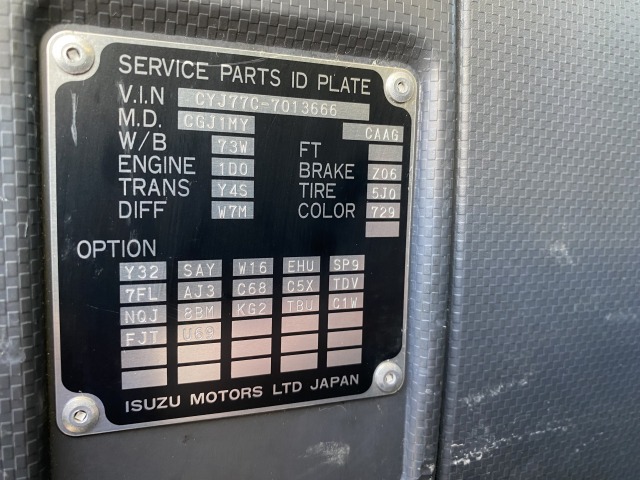 SERVICE PARTS ID PLATE
V.I.N CYJ77C-7013666
M.D. CGJ1MY CAAG
W/B 73W FT
ENGINE 1D0 BRAKE Z06
TRANS Y4S TIRE 5J0
DIFF W7M COLOR 729
OPTION
Y32 SAY W16 EHU SP9
7FL AJ3 C68 C5X TDV
NQJ 8BM KG2 TBU C1W
FJT
ISUZU MOTORS LTD JAPAN